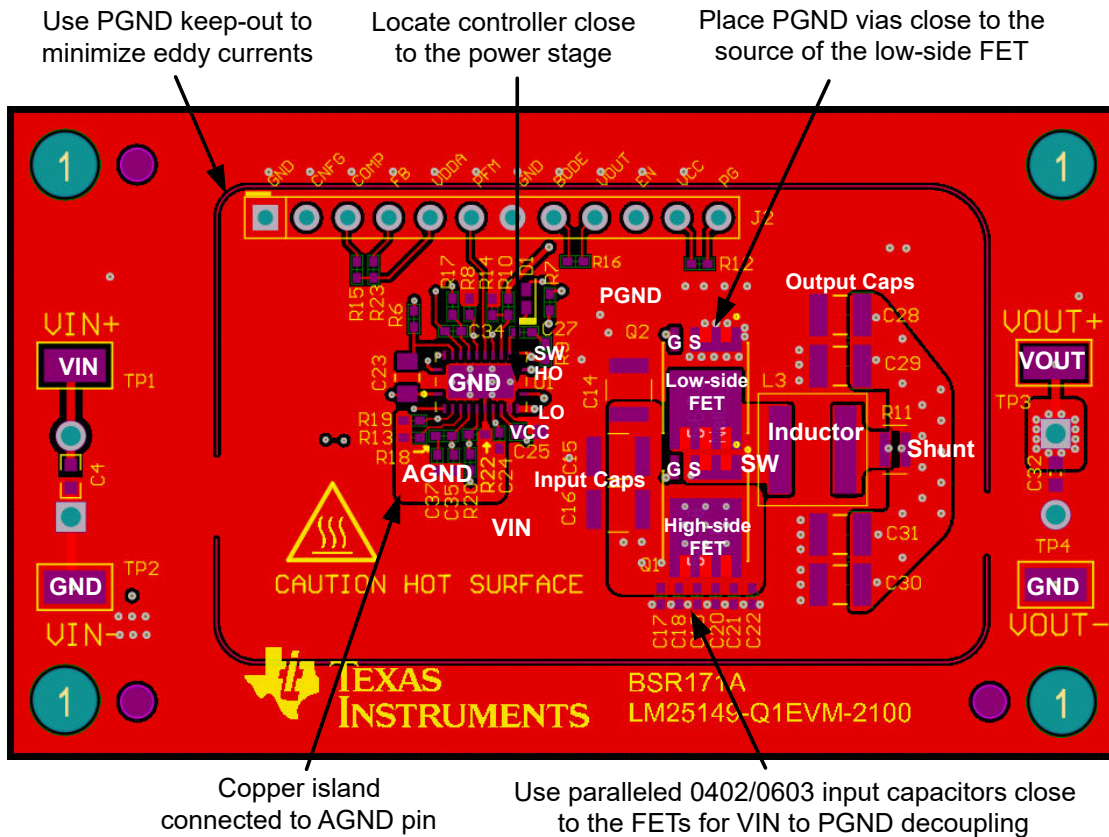 Use PGND keep-out to
minimize eddy currents
Locate controller close
to the power stage
Place PGND vias close to the
source of the low-side FET
1
1
GND
CNFG
COMP
FB
VDDA
PFM
GND
BODE
VOUT
EN
VCC
PG
J2
R15
R23
R16
R12
R17
R8
R14
R10
D1
R7
R6
C34
C27
PGND
Q2
Output Caps
C28
VIN+
VIN
TP1
VOUT+
VOUT
TP3
C23
GND
U1
SW
HO
LO
VCC
G S
Low-side
FET
L3
C29
C14
R11
Inductor
Shunt
R19
R13
R18
AGND
C37
C35
R20
R22
C24
C25
C15
C16
Input Caps
G S
SW
C4
C32
VIN
High-side
FET
Q1
C31
C30
TP4
CAUTION HOT SURFACE
TP2
GND
VIN-
GND
VOUT-
C17
C18
C19
C20
C21
C22
1
1
TEXAS
INSTRUMENTS
BSR171A
LM25149-Q1EVM-2100
Copper island
connected to AGND pin
Use paralleled 0402/0603 input capacitors close
to the FETs for VIN to PGND decoupling